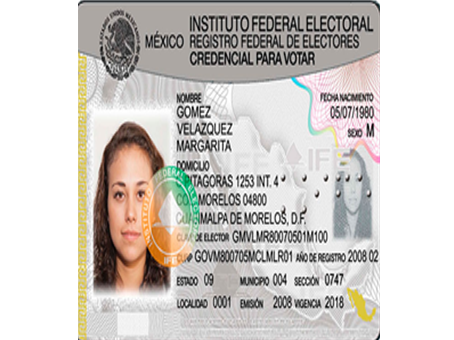 INSTITUTO FEDERAL ELECTORAL
MÉXICO REGISTRO FEDERAL DE ELECTORES
CREDENCIAL PARA VOTAR
NOMBRE
GOMEZ
VELAZQUEZ
MARGARITA
FECHA NACIMIENTO
05/07/1980
SEXO M
DOMICILIO
PITAGORAS 1253 INT. 4
MORELOS 04800
DE MORELOS, D.F.
DE ELECTOR GMVLMR80070501M100
GOVM800705MCLMLR01 AÑO DE REGISTRO 2008 02
ESTADO 09 MUNICIPIO 004 SECCIÓN 0747
LOCALIDAD 0001 EMISIÓN 2008 VIGENCIA 2018
IFE